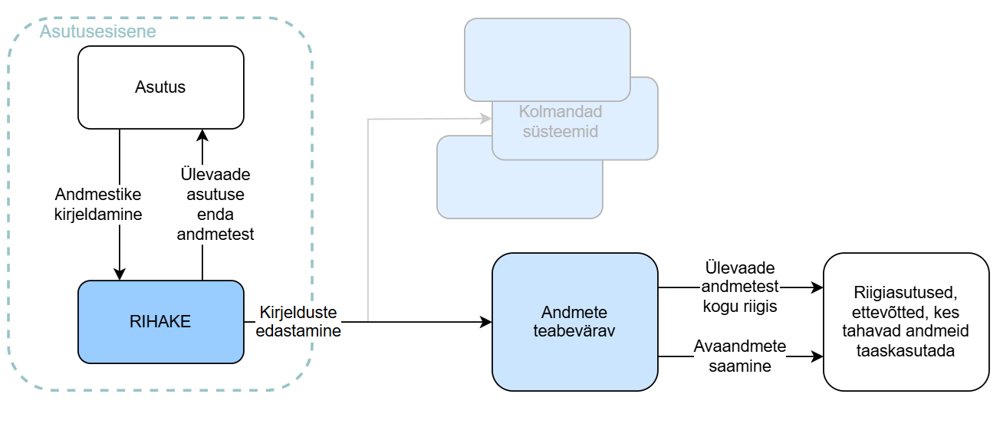 Asutusesisene
Asutus
Andmestike
kirjeldamine
Ülevaade
asutuse
enda
andmetest
RIHAKE
Kirjelduste
edastamine
Kolmandad
süsteemid
Andmete
teabevärav
Ülevaade
andmetest
kogu riigis
Avaandmete
saamine
Riigiasutused,
ettevõtted, kes
tahavad andmeid
taaskasutada